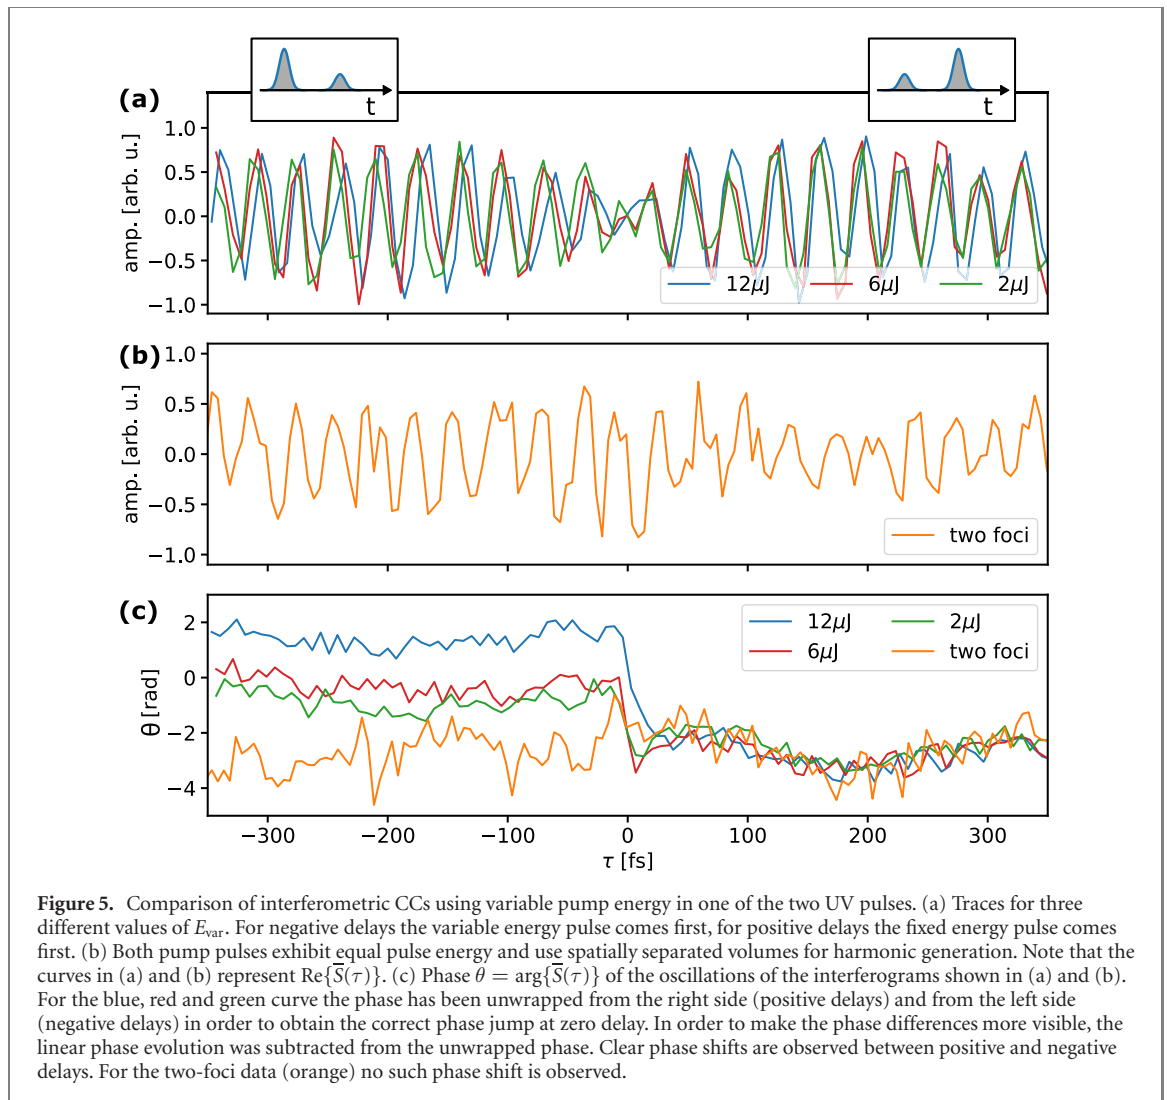 t
t
(a)
1.0
0.5
0.0
−0.5
−1.0
amp. [arb. u.]
12μJ 6μJ 2μJ
(b)
1.0
0.5
0.0
−0.5
−1.0
amp. [arb. u.]
two foci
(c)
2
0
−2
−4
θ [rad]
12μJ 2μJ
6μJ two foci
−300 −200 −100 0 100 200 300
τ [fs]
Figure 5. Comparison of interferometric CCs using variable pump energy in one of the two UV pulses. (a) Traces for three
different values of E_var. For negative delays the variable energy pulse comes first, for positive delays the fixed energy pulse comes
first. (b) Both pump pulses exhibit equal pulse energy and use spatially separated volumes for harmonic generation. Note that the
curves in (a) and (b) represent Re{S̅(τ)}. (c) Phase θ = arg{S̅(τ)} of the oscillations of the interferograms shown in (a) and (b).
For the blue, red and green curve the phase has been unwrapped from the right side (positive delays) and from the left side
(negative delays) in order to obtain the correct phase jump at zero delay. In order to make the phase differences more visible, the
linear phase evolution was subtracted from the unwrapped phase. Clear phase shifts are observed between positive and negative
delays. For the two-foci data (orange) no such phase shift is observed.